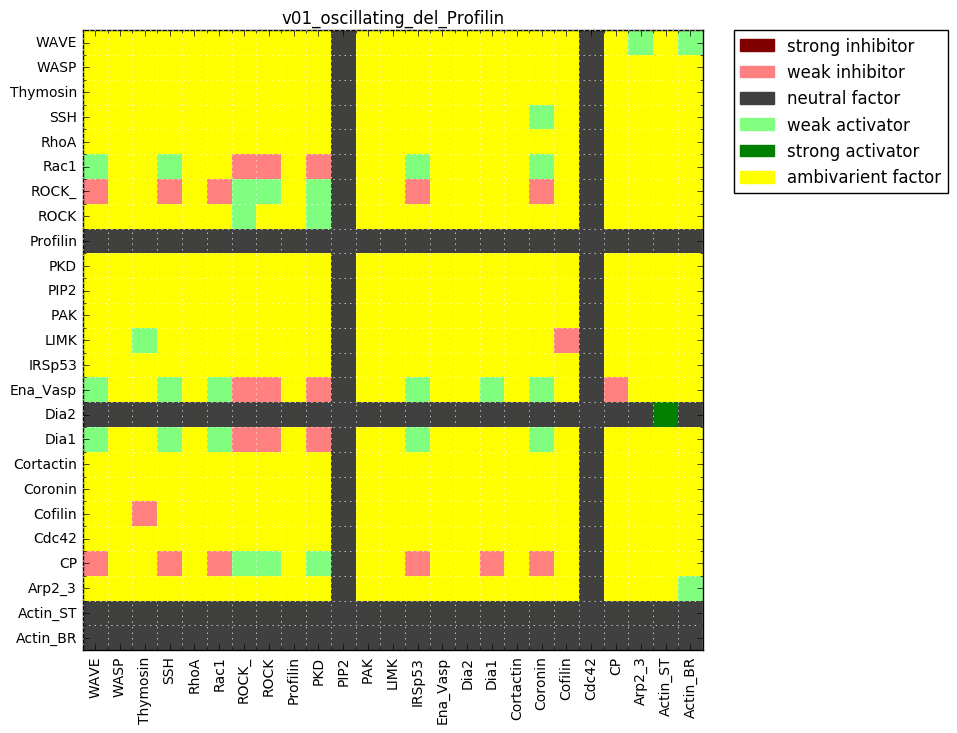 v01_oscillating_del_Profilin
WAVE
WASP
Thymosin
SSH
RhoA
Rac1
ROCK_
ROCK
Profilin
PKD
PIP2
PAK
LIMK
IRSp53
Ena_Vasp
Dia2
Dia1
Cortactin
Coronin
Cofilin
Cdc42
CP
Arp2_3
Actin_ST
Actin_BR
WAVE
WASP
Thymosin
SSH
RhoA
Rac1
ROCK_
ROCK
Profilin
PKD
PIP2
PAK
LIMK
IRSp53
Ena_Vasp
Dia2
Dia1
Cortactin
Coronin
Cofilin
Cdc42
CP
Arp2_3
Actin_ST
Actin_BR
strong inhibitor
weak inhibitor
neutral factor
weak activator
strong activator
ambivarient factor